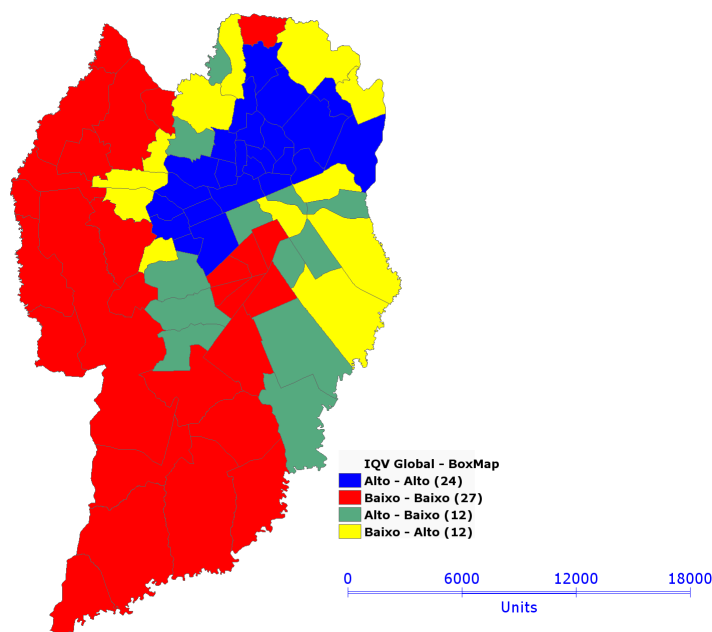 IQV Global - BoxMap
Alto - Alto (24)
Baixo - Baixo (27)
Alto - Baixo (12)
Baixo - Alto (12)
0 6000 12000 18000
Units